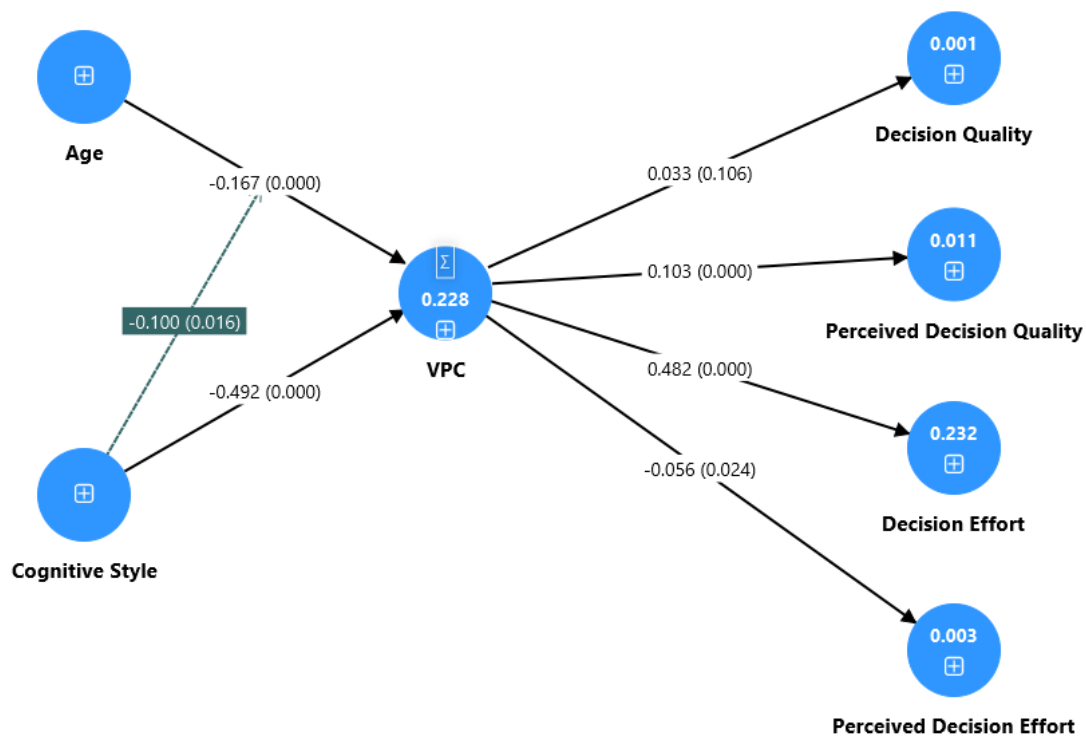 Age
-0.167 (0.000)
-0.100 (0.016)
-0.492 (0.000)
Cognitive Style
Σ
0.228
VPC
0.033 (0.106)
0.103 (0.000)
0.482 (0.000)
-0.056 (0.024)
0.001
Decision Quality
0.011
Perceived Decision Quality
0.232
Decision Effort
0.003
Perceived Decision Effort